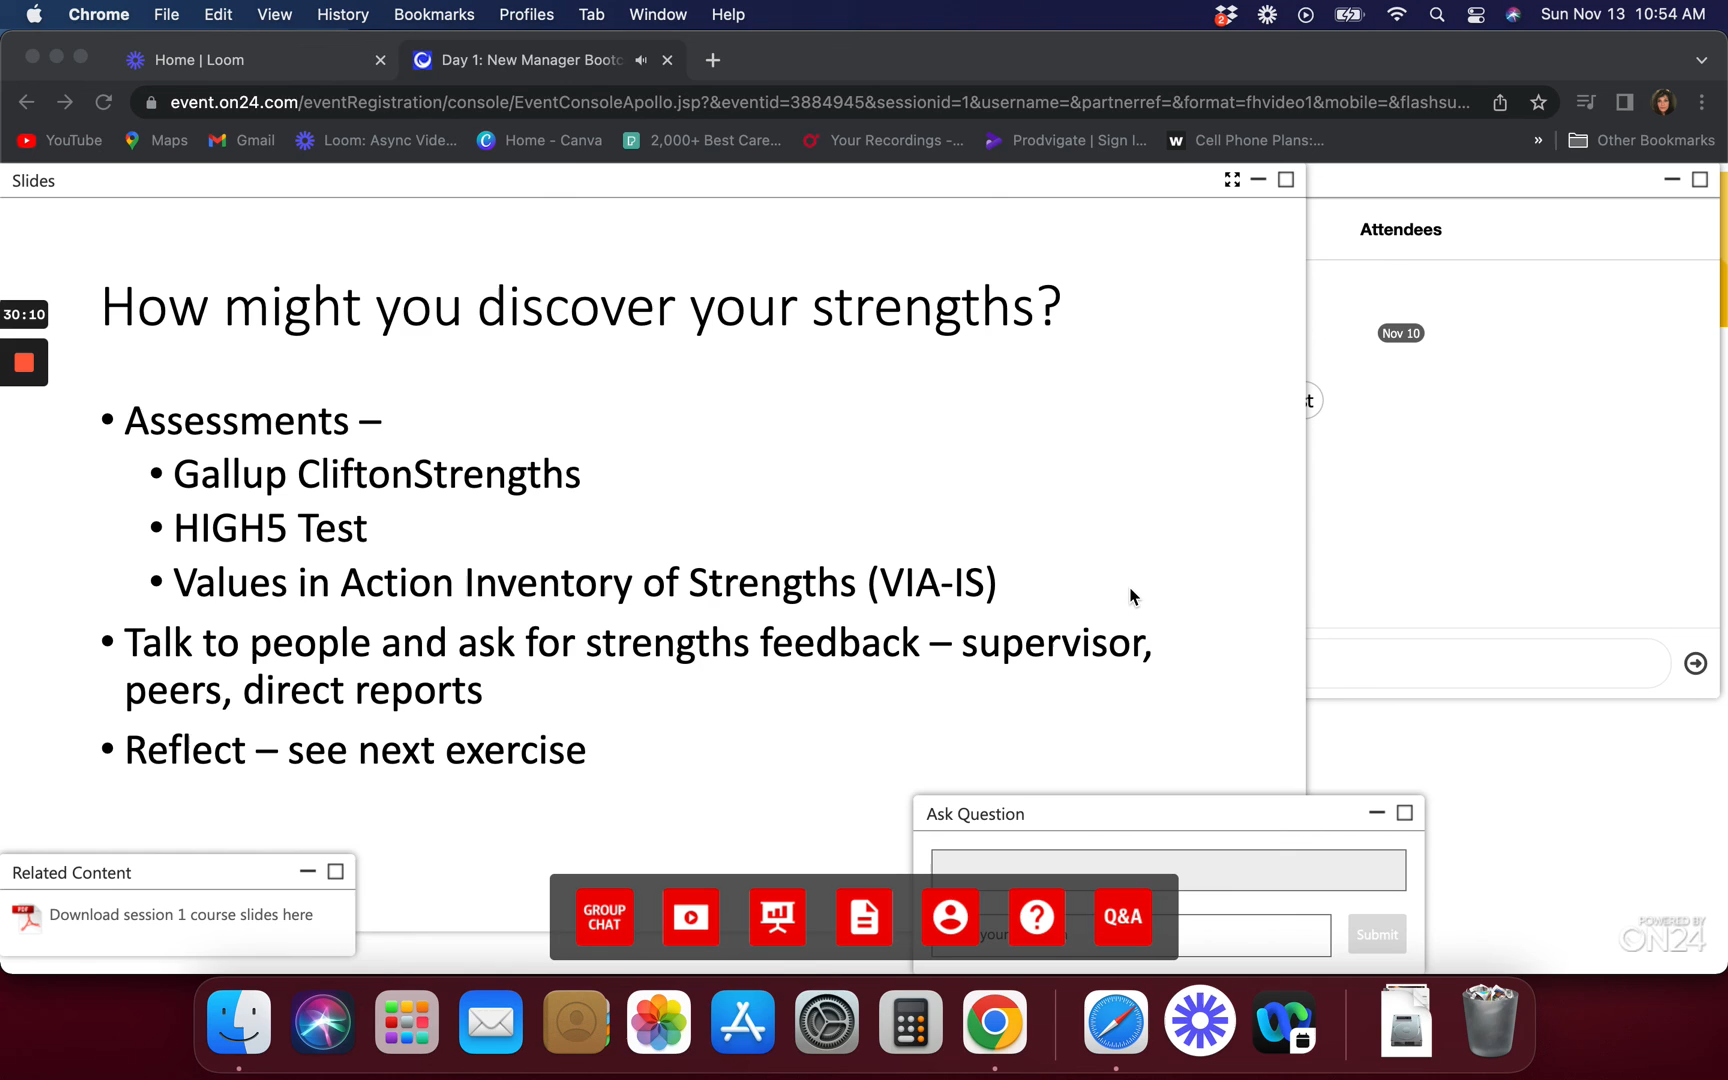 Chrome File Edit View History Bookmarks Profiles Tab Window Help
2
Sun Nov 13 10:54 AM
Home | Loom
Day 1: New Manager Bootc
event.on24.com/eventRegistration/console/EventConsoleApollo.jsp?&eventid=3884945&sessionid=1&username=&partnerref=&format=fhvideo1&mobile=&flashsu...
YouTube Maps Gmail Loom: Async Vide... Home - Canva 2,000+ Best Care... Your Recordings -... Prodvigate | Sign I... Cell Phone Plans:... » Other Bookmarks
Slides
Attendees
Nov 10
30:10
How might you discover your strengths?
• Assessments –
• Gallup CliftonStrengths
• HIGH5 Test
• Values in Action Inventory of Strengths (VIA-IS)
• Talk to people and ask for strengths feedback – supervisor,
peers, direct reports
• Reflect – see next exercise
Ask Question
Submit
Related Content
PDF
Download session 1 course slides here
GROUP
CHAT
Q&A
POWERED BY
ON24